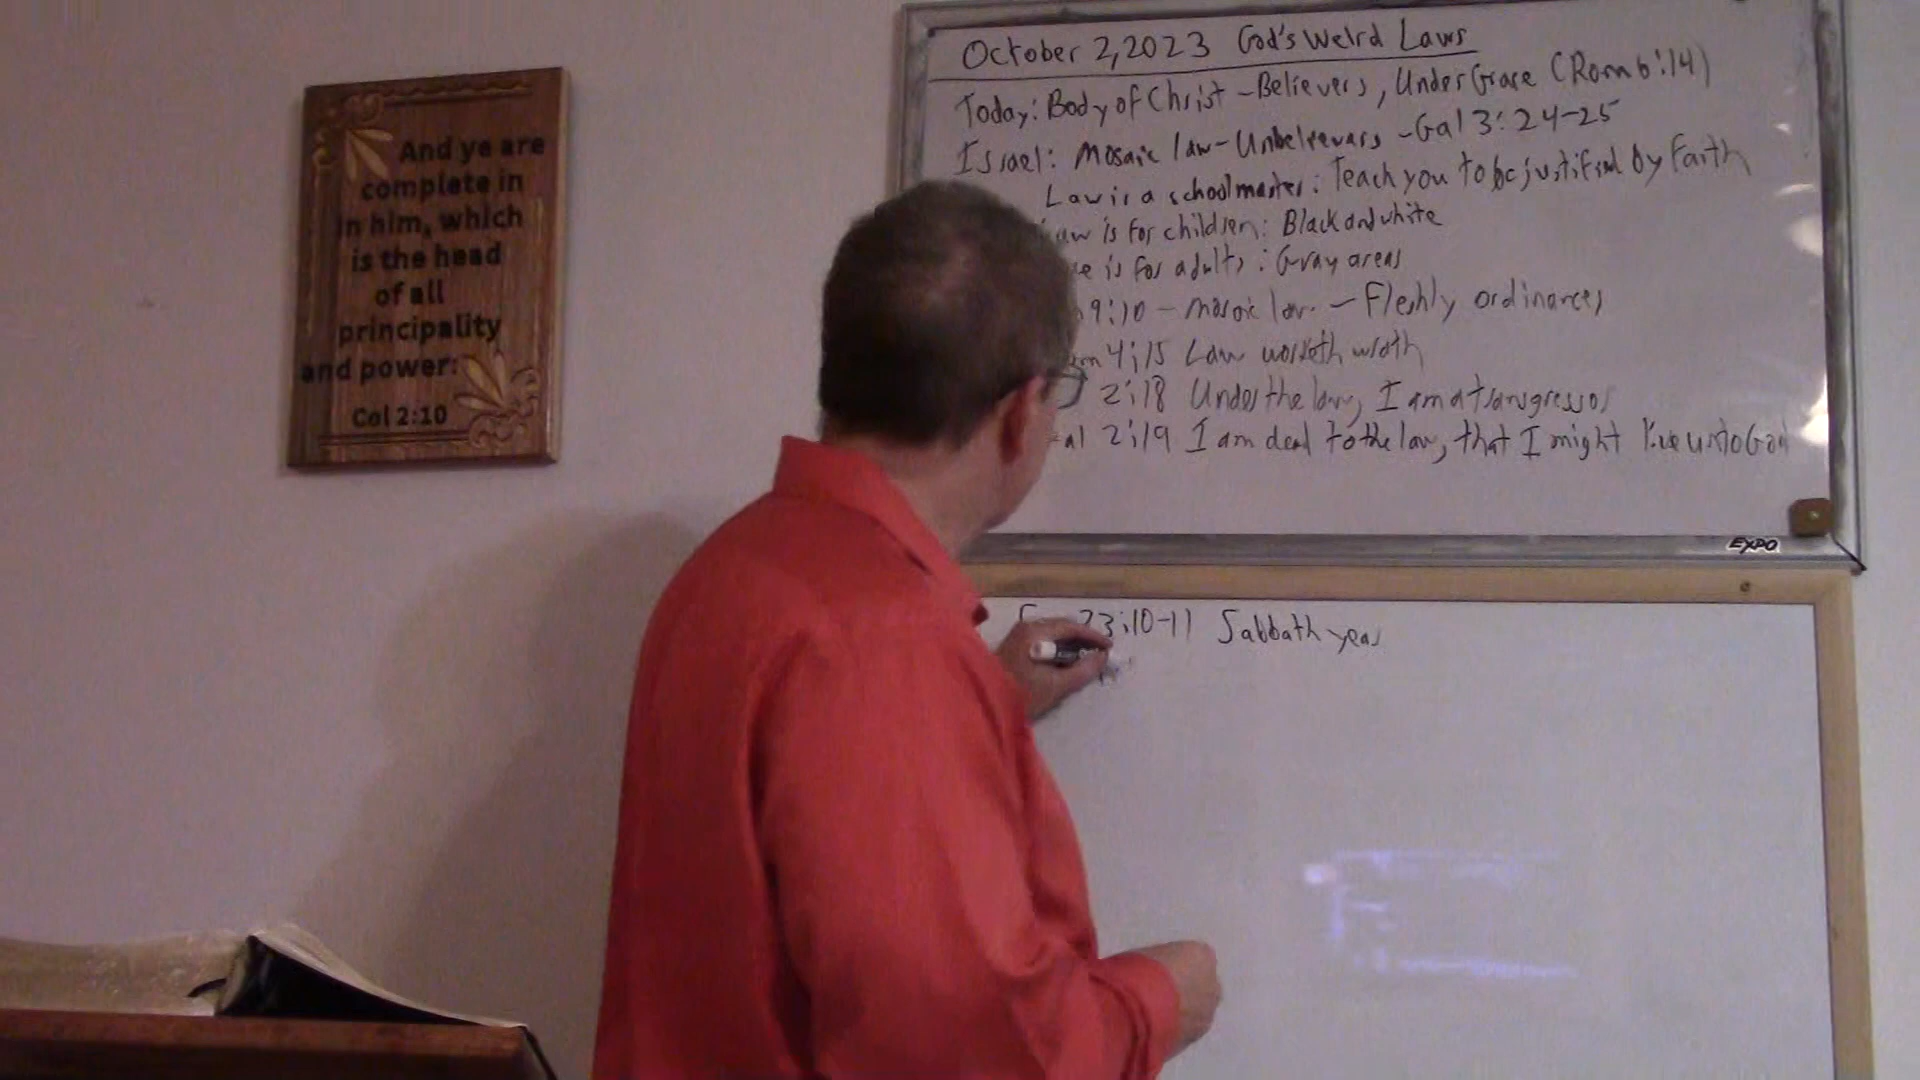 And ye are
complete in
in him, which
is the head
of all
principality
and power:
Col 2:10
October 2, 2023 God's Weird Laws
Today: Body of Christ - Believers, Under Grace (Rom 6:14)
Israel: Mosaic law - Unbelievers - Gal 3:24-25
Law is a schoolmaster: Teach you to be justified by Faith
aw is for children: Black and white
e is for adults: Gray areas
9:10 - Mosaic law - Fleshly ordinances
4:15 Law worketh wrath
2:18 Under the law, I am a transgressor
al 2:19 I am dead to the law, that I might live unto God
EXPO
23:10-11 Sabbath year